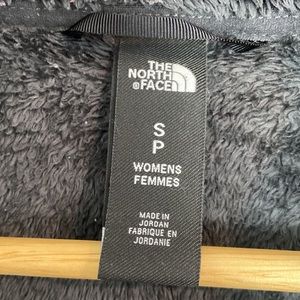 THE
NORTH
®FACE
S
P
WOMENS
FEMMES
MADE IN
JORDAN
FABRIQUÉ EN
JORDANIE